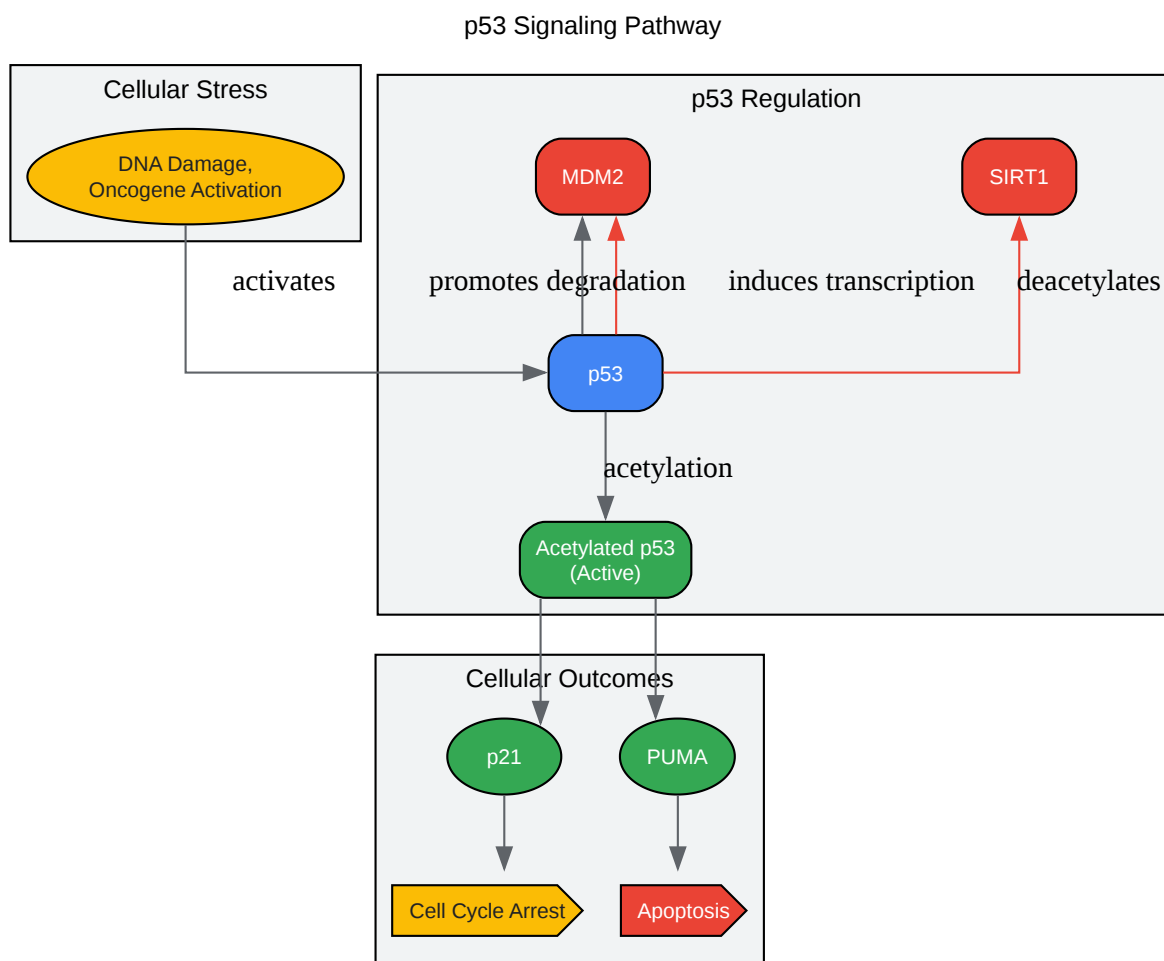 p53 Signaling Pathway
Cellular Stress
DNA Damage,
Oncogene Activation
p53 Regulation
MDM2
SIRT1
activates
promotes degradation
induces transcription
deacetylates
p53
acetylation
Acetylated p53
(Active)
Cellular Outcomes
p21
PUMA
Cell Cycle Arrest
Apoptosis